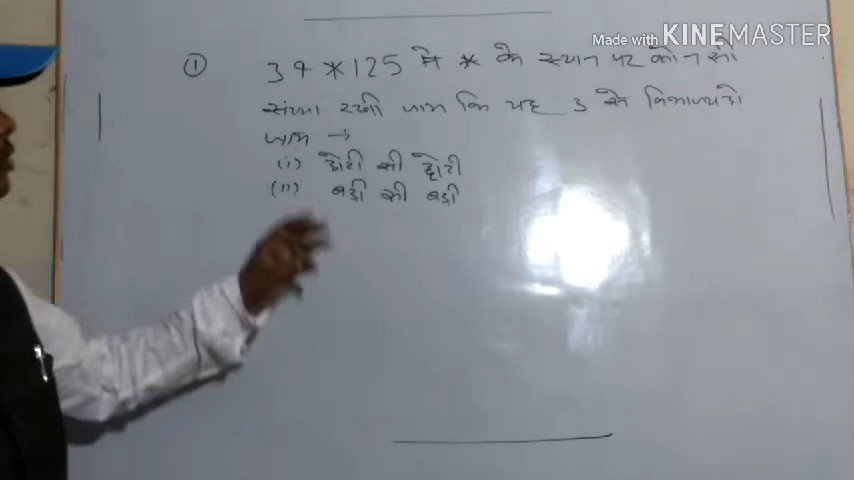 Made with KINEMASTER
① 34 * 125 में * के स्थान पर कौन सी
संख्या रखी जाय कि यह 3 से विभाज्य हो
जाय →
(i) छोटी सी छोटी
(ii) बड़ी सी बड़ी